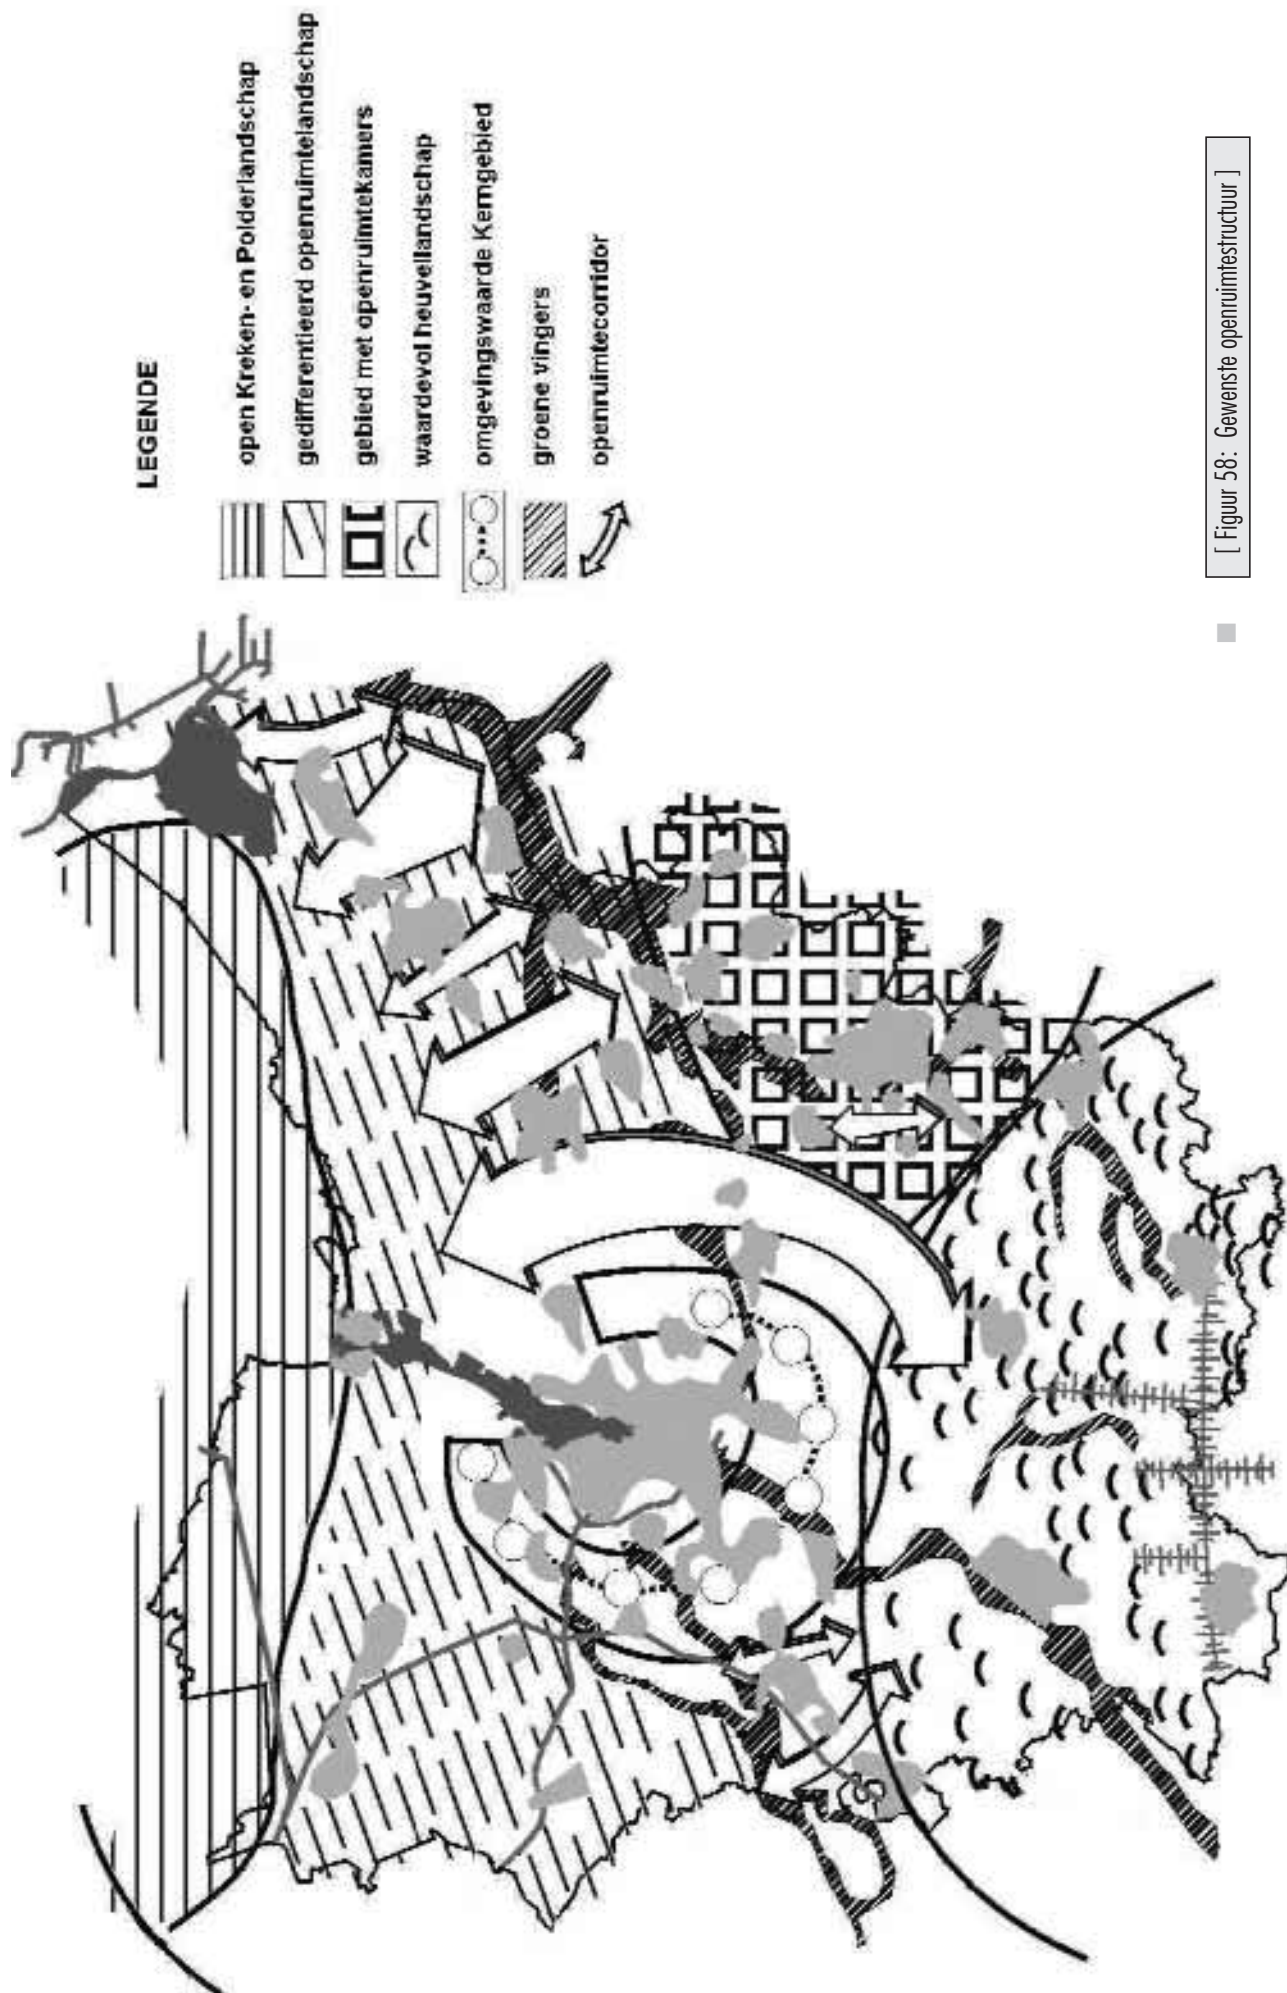 LEGENDE
open Kreken- en Polderlandschap
gedifferentieerd openruimtelandschap
gebied met openruimtekamers
waardevol heuvellandschap
omgevingswaarde Kerngebied
groene vingers
openruimtecorridor
[ Figuur 58: Gewenste openruimtestructuur ]